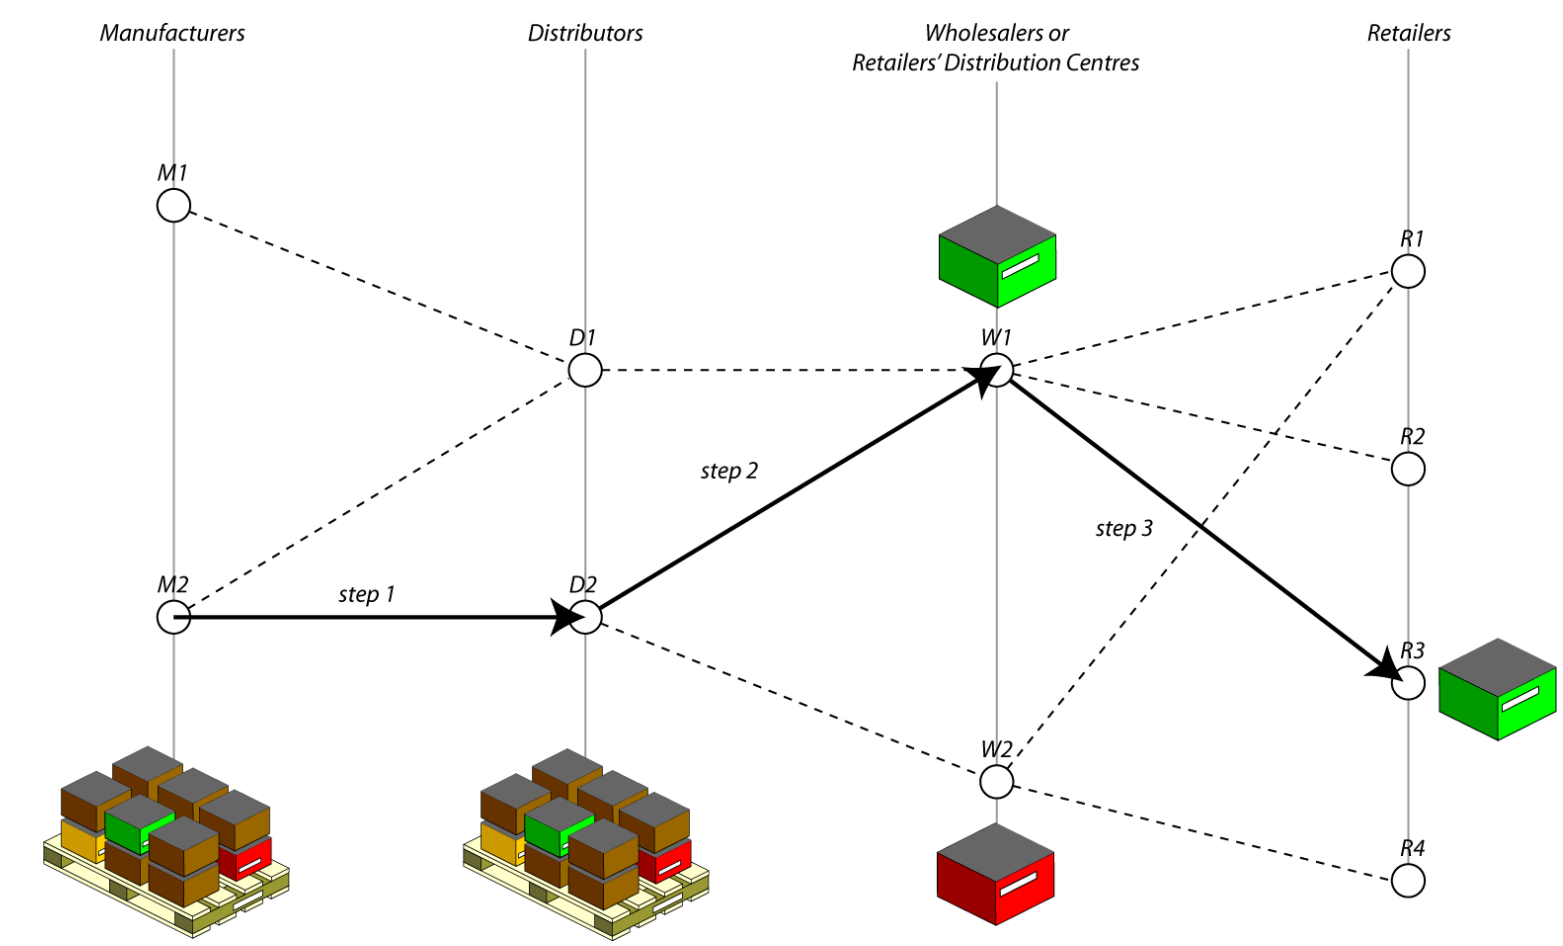 Manufacturers
Distributors
Wholesalers or
Retailers' Distribution Centres
Retailers
M1
R1
D1
W1
R2
step 2
step 3
M2
step 1
D2
R3
W2
R4